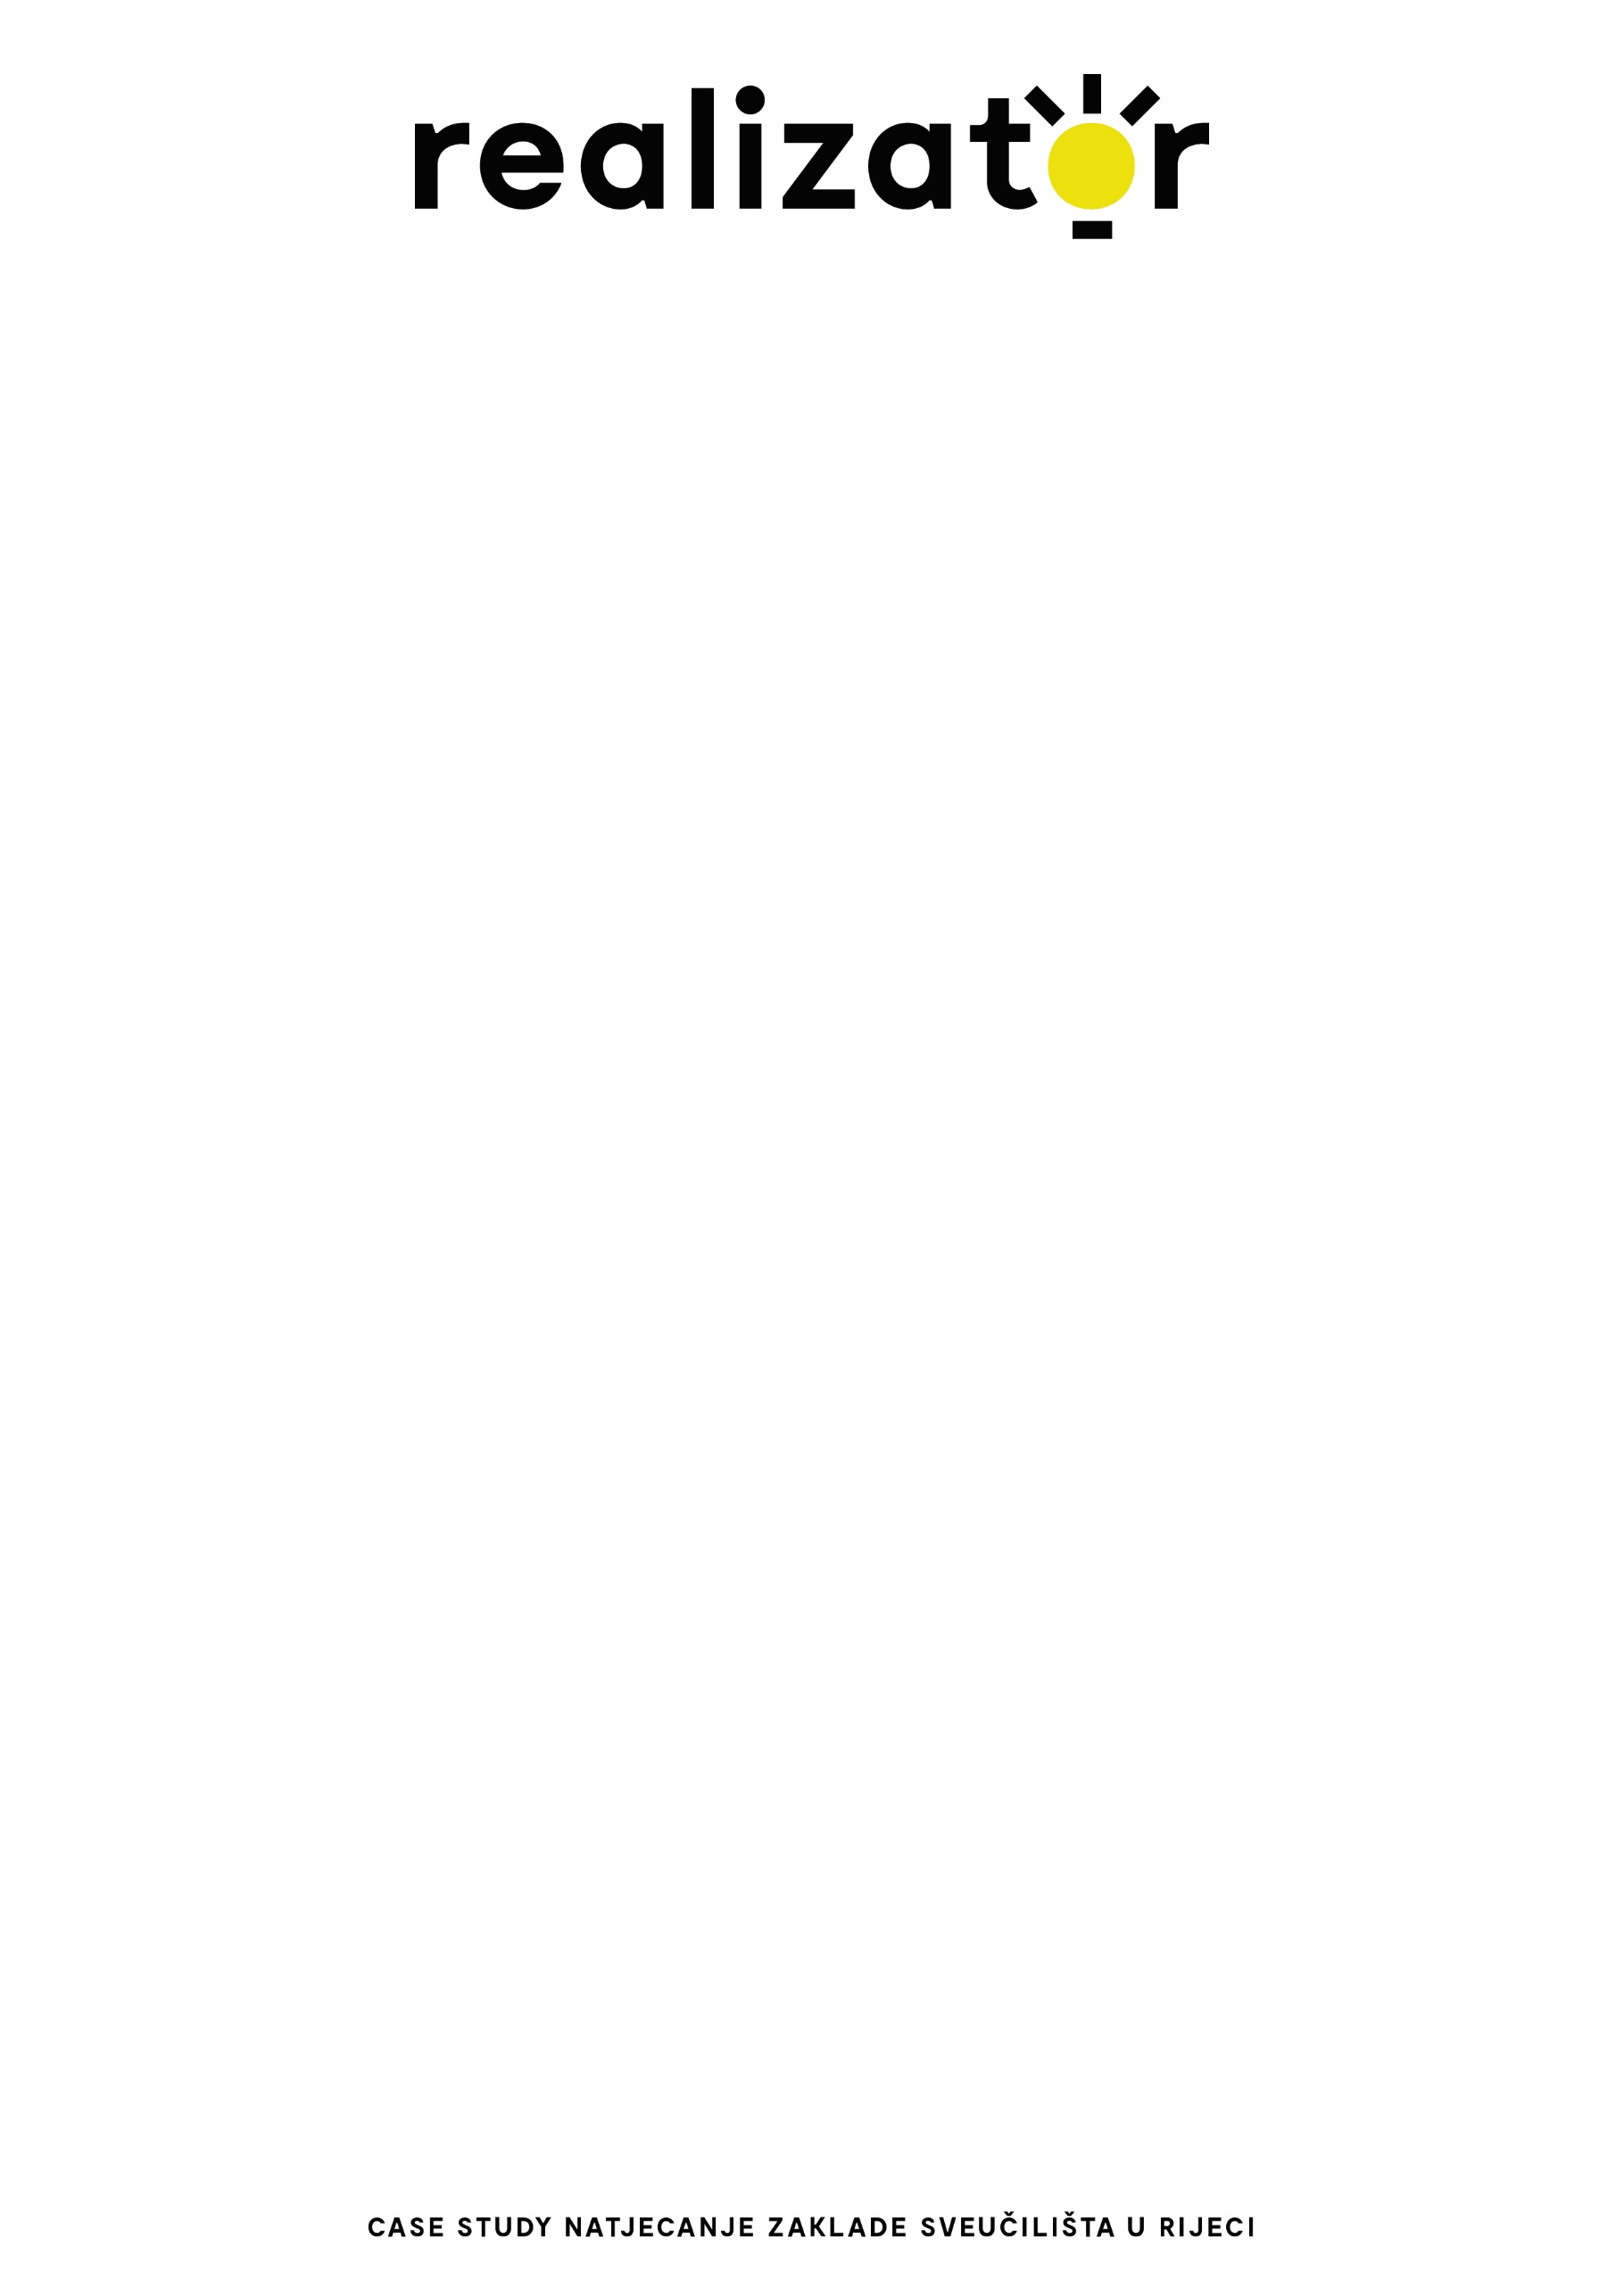 realizator
CASE STUDY NATJECANJE ZAKLADE SVEUČILIŠTA U RIJECI